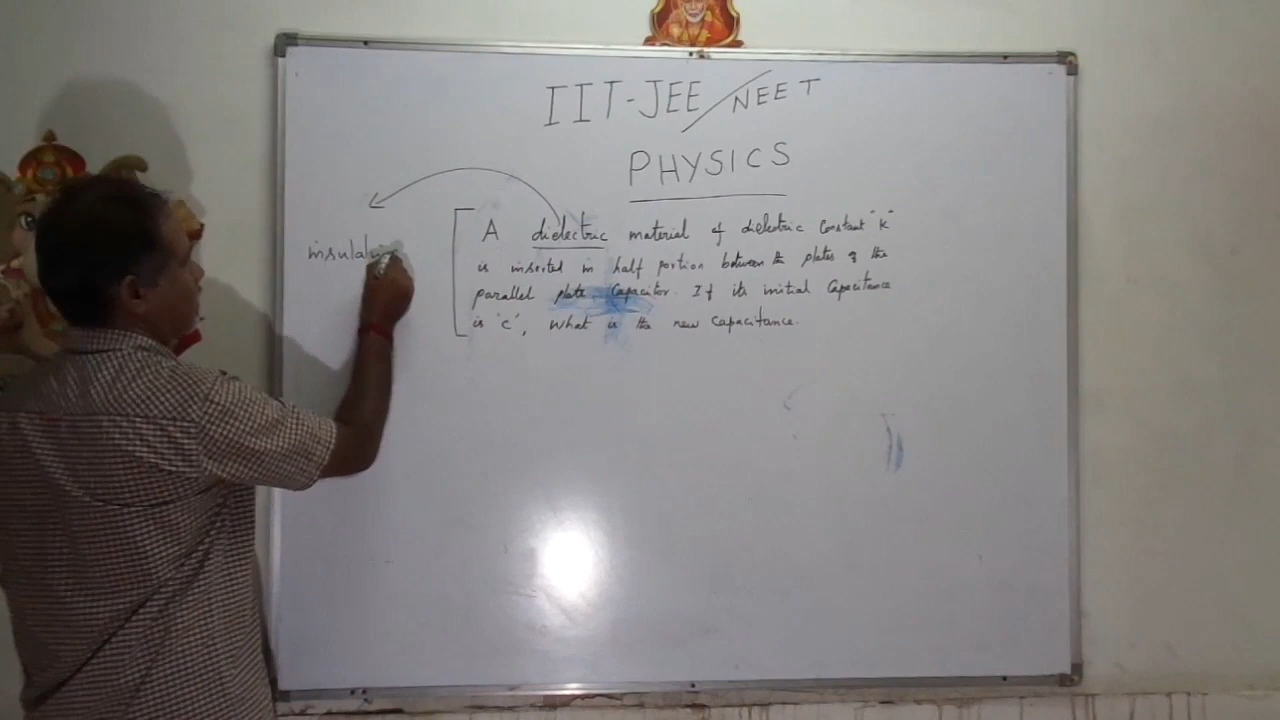 IIT-JEE/NEET
PHYSICS
A dielectric material of dielectric constant "K"
is inserted in half portion between the plates of the
parallel plate capacitor. If its initial capacitance
is 'C', what is the new capacitance.